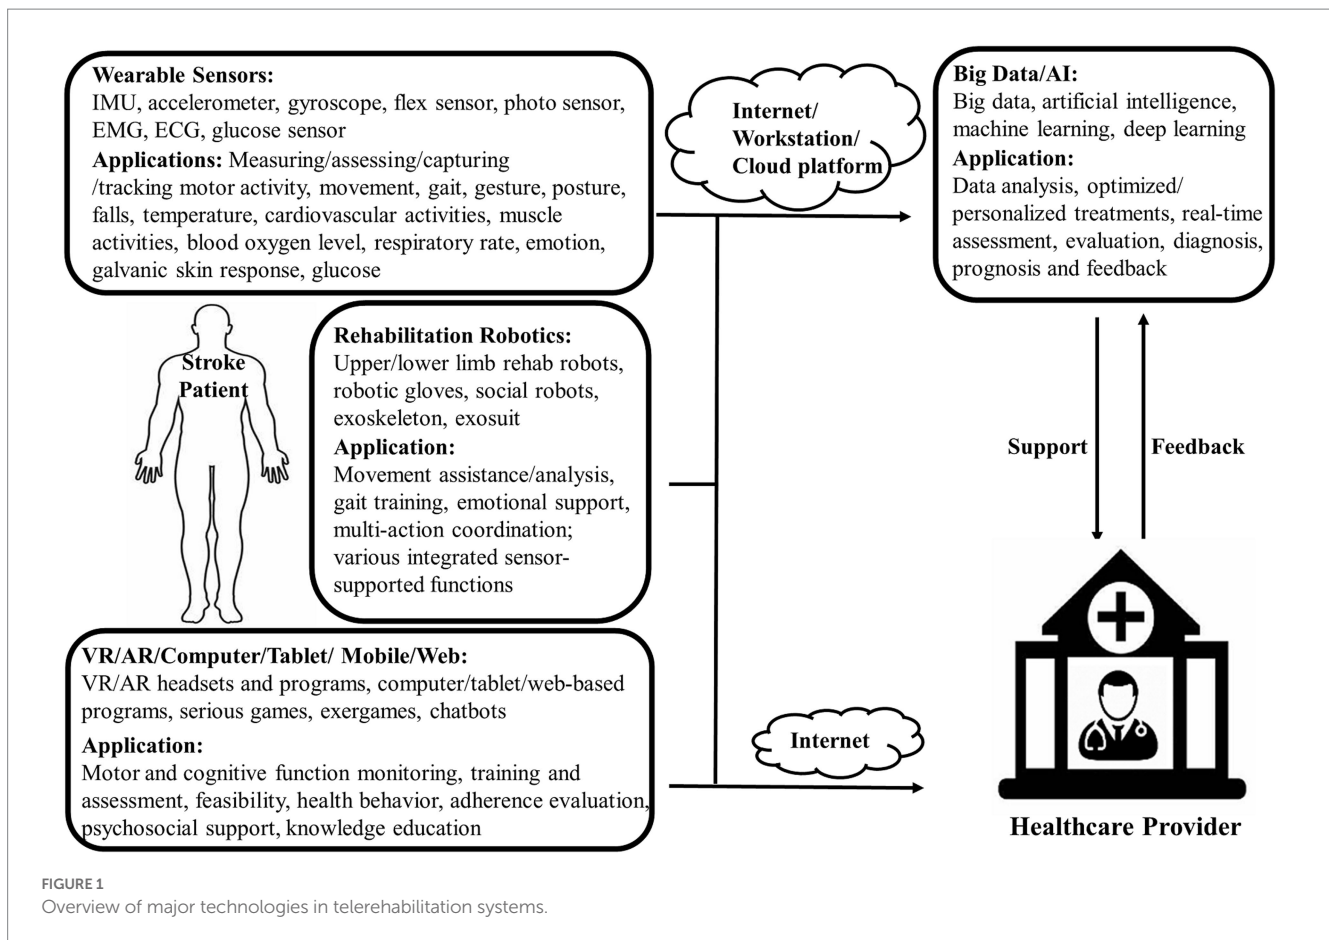 Wearable Sensors:
IMU, accelerometer, gyroscope, flex sensor, photo sensor,
EMG, ECG, glucose sensor
Applications: Measuring/assessing/capturing
/tracking motor activity, movement, gait, gesture, posture,
falls, temperature, cardiovascular activities, muscle
activities, blood oxygen level, respiratory rate, emotion,
galvanic skin response, glucose
Internet/
Workstation/
Cloud platform
Big Data/AI:
Big data, artificial intelligence,
machine learning, deep learning
Application:
Data analysis, optimized/
personalized treatments, real-time
assessment, evaluation, diagnosis,
prognosis and feedback
Stroke
Patient
Rehabilitation Robotics:
Upper/lower limb rehab robots,
robotic gloves, social robots,
exoskeleton, exosuit
Application:
Movement assistance/analysis,
gait training, emotional support,
multi-action coordination;
various integrated sensor-
supported functions
Support
Feedback
VR/AR/Computer/Tablet/ Mobile/Web:
VR/AR headsets and programs, computer/tablet/web-based
programs, serious games, exergames, chatbots
Application:
Motor and cognitive function monitoring, training and
assessment, feasibility, health behavior, adherence evaluation,
psychosocial support, knowledge education
Internet
Healthcare Provider
FIGURE 1
Overview of major technologies in telerehabilitation systems.